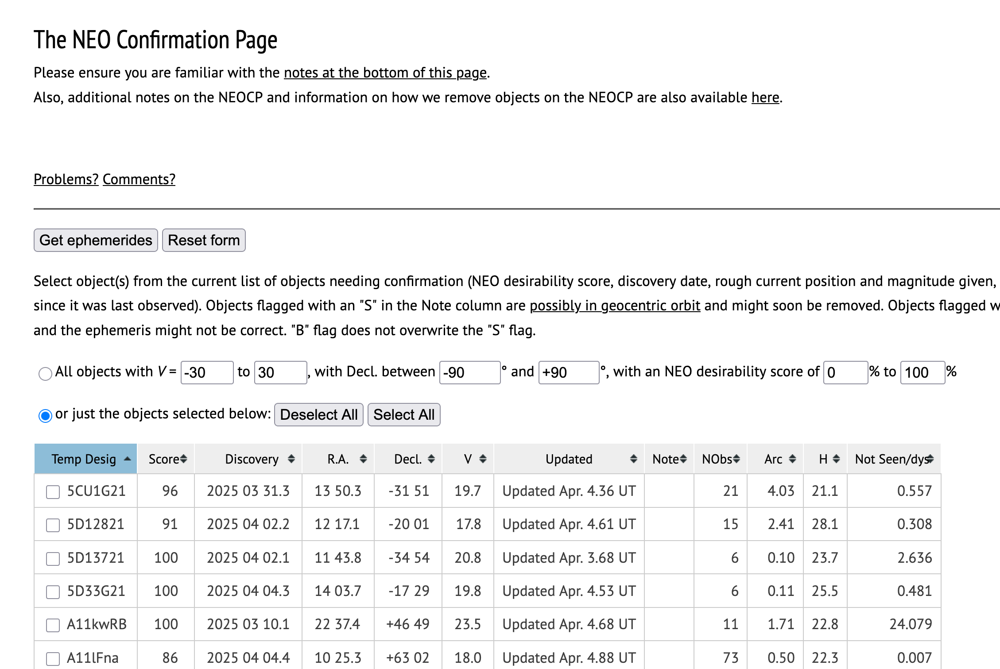 The NEO Confirmation Page
Please ensure you are familiar with the notes at the bottom of this page.
Also, additional notes on the NEOCP and information on how we remove objects on the NEOCP are also available here.
Problems? Comments?
Get ephemerides Reset form
Select object(s) from the current list of objects needing confirmation (NEO desirability score, discovery date, rough current position and magnitude given,
since it was last observed). Objects flagged with an "S" in the Note column are possibly in geocentric orbit and might soon be removed. Objects flagged w
and the ephemeris might not be correct. "B" flag does not overwrite the "S" flag.
All objects with V = -30 to 30, with Decl. between -90° and +90°, with an NEO desirability score of 0% to 100%
or just the objects selected below: Deselect All Select All
Temp Desig Score Discovery R.A. Decl. V Updated Note NObs Arc H Not Seen/dys
5CU1G21 96 2025 03 31.3 13 50.3 -31 51 19.7 Updated Apr. 4.36 UT 21 4.03 21.1 0.557
5D12821 91 2025 04 02.2 12 17.1 -20 01 17.8 Updated Apr. 4.61 UT 15 2.41 28.1 0.308
5D13721 100 2025 04 02.1 11 43.8 -34 54 20.8 Updated Apr. 3.68 UT 6 0.10 23.7 2.636
5D33G21 100 2025 04 04.3 14 03.7 -17 29 19.8 Updated Apr. 4.53 UT 6 0.11 25.5 0.481
A11kwRB 100 2025 03 10.1 22 37.4 +46 49 23.5 Updated Apr. 4.68 UT 11 1.71 22.8 24.079
A11lFna 86 2025 04 04.4 10 25.3 +63 02 18.0 Updated Apr. 4.88 UT 73 0.50 22.3 0.007